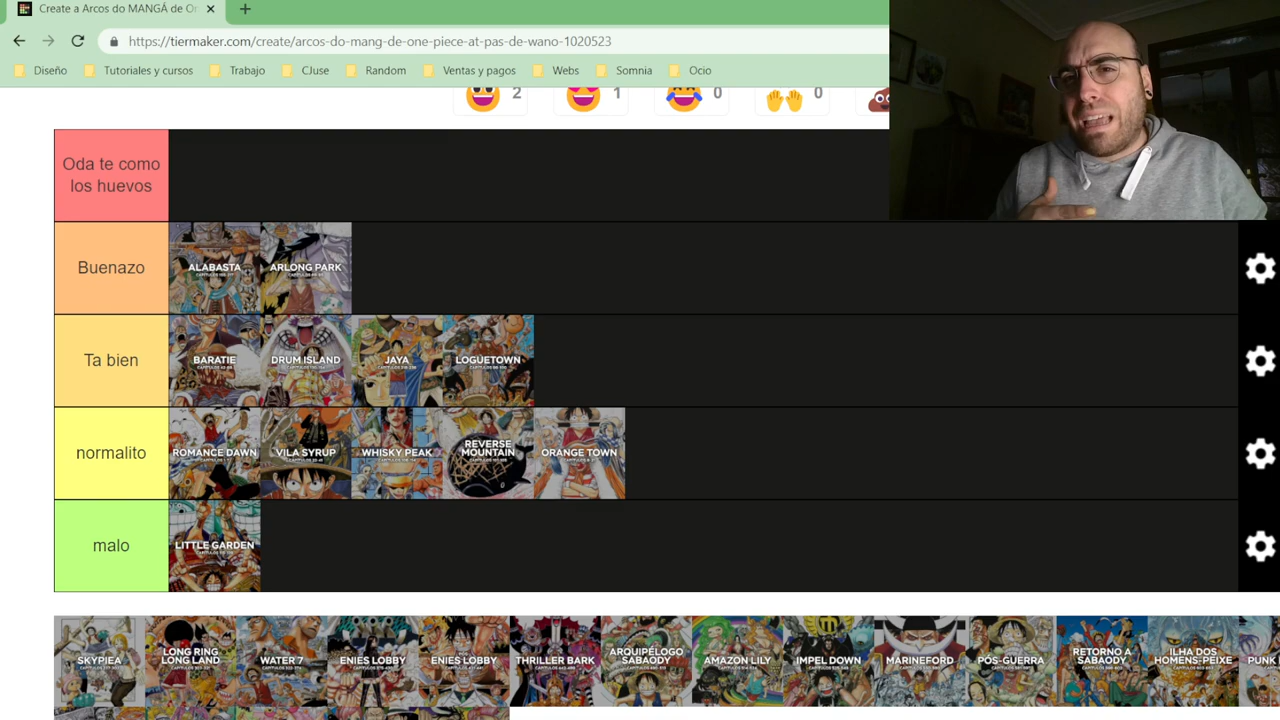 Create a Arcos do MANGÁ de O
https://tiermaker.com/create/arcos-do-mang-de-one-piece-at-pas-de-wano-1020523
Diseño Tutoriales y cursos Trabajo CJuse Random Ventas y pagos Webs Somnia Ocio
2 1 0 0
Oda te como
los huevos
Buenazo
ALABASTA
ARLONG PARK
Ta bien
BARATIE
DRUM ISLAND
JAYA
LOGUETOWN
normalito
ROMANCE DAWN
VILA SYRUP
WHISKY PEAK
REVERSE
MOUNTAIN
ORANGE TOWN
malo
LITTLE GARDEN
SKYPIEA
LONG RING
LONG LAND
WATER 7
ENIES LOBBY
ENIES LOBBY
THRILLER BARK
ARQUIPÉLAGO
SABAODY
AMAZON LILY
IMPEL DOWN
MARINEFORD
PÓS-GUERRA
RETORNO A
SABAODY
ILHA DOS
HOMENS-PEIXE
PUNK